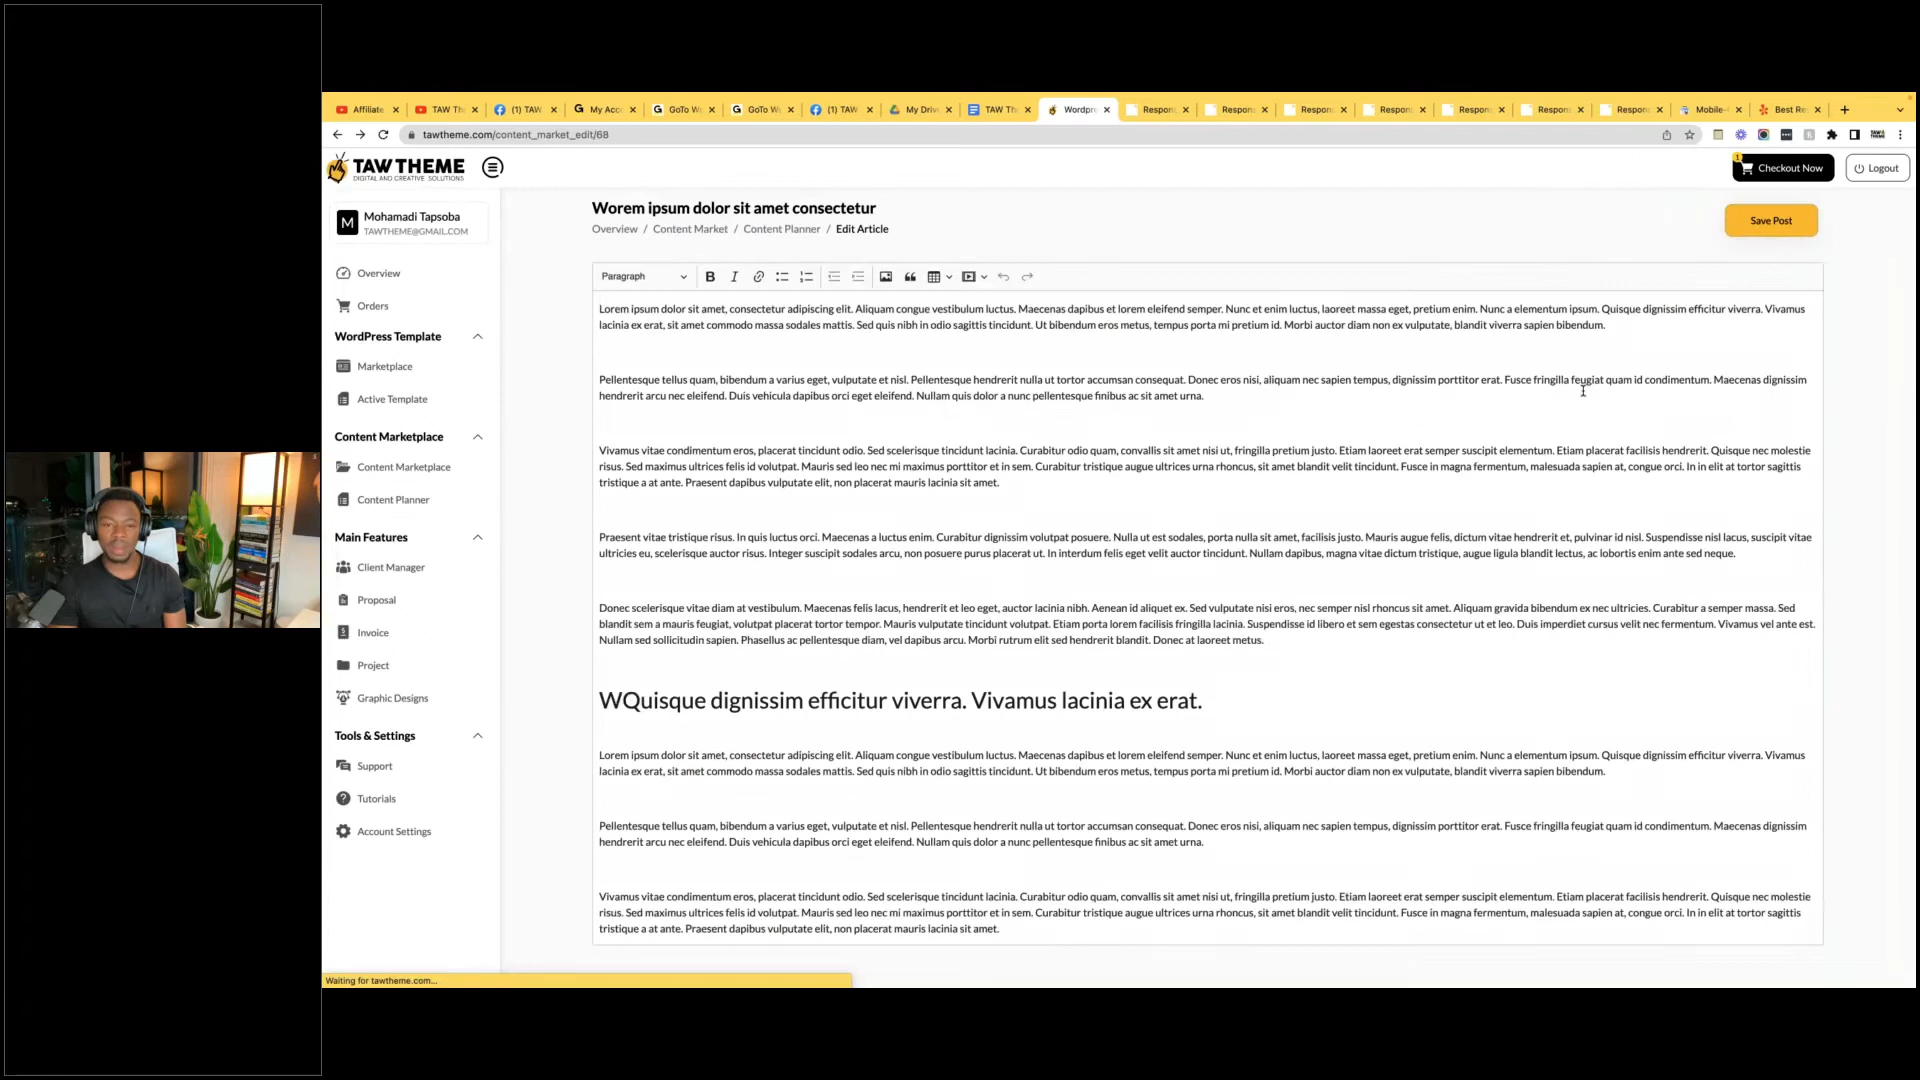 Affiliate
TAW Th
(1) TAW
My Acc
GoTo W
GoTo W
(1) TAW
My Driv
TAW Th
Wordpr
Respon
Respon
Respon
Respon
Respon
Respon
Respon
Mobile-
Best Re
tawtheme.com/content_market_edit/68
TAW THEME
DIGITAL AND CREATIVE SOLUTIONS
1
Checkout Now
Logout
M
Mohamadi Tapsoba
TAWTHEME@GMAIL.COM
Overview
Orders
WordPress Template
Marketplace
Active Template
Content Marketplace
Content Marketplace
Content Planner
Main Features
Client Manager
Proposal
Invoice
Project
Graphic Designs
Tools & Settings
Support
Tutorials
Account Settings
Worem ipsum dolor sit amet consectetur
Overview / Content Market / Content Planner / Edit Article
Save Post
Paragraph
Lorem ipsum dolor sit amet, consectetur adipiscing elit. Aliquam congue vestibulum luctus. Maecenas dapibus et lorem eleifend semper. Nunc et enim luctus, laoreet massa eget, pretium enim. Nunc a elementum ipsum. Quisque dignissim efficitur viverra. Vivamus
lacinia ex erat, sit amet commodo massa sodales mattis. Sed quis nibh in odio sagittis tincidunt. Ut bibendum eros metus, tempus porta mi pretium id. Morbi auctor diam non ex vulputate, blandit viverra sapien bibendum.
Pellentesque tellus quam, bibendum a varius eget, vulputate et nisl. Pellentesque hendrerit nulla ut tortor accumsan consequat. Donec eros nisi, aliquam nec sapien tempus, dignissim porttitor erat. Fusce fringilla feugiat quam id condimentum. Maecenas dignissim
hendrerit arcu nec eleifend. Duis vehicula dapibus orci eget eleifend. Nullam quis dolor a nunc pellentesque finibus ac sit amet urna.
Vivamus vitae condimentum eros, placerat tincidunt odio. Sed scelerisque tincidunt lacinia. Curabitur odio quam, convallis sit amet nisi ut, fringilla pretium justo. Etiam laoreet erat semper suscipit elementum. Etiam placerat facilisis hendrerit. Quisque nec molestie
risus. Sed maximus ultrices felis id volutpat. Mauris sed leo nec mi maximus porttitor et in sem. Curabitur tristique augue ultrices urna rhoncus, sit amet blandit velit tincidunt. Fusce in magna fermentum, malesuada sapien at, congue orci. In in elit at tortor sagittis
tristique a at ante. Praesent dapibus vulputate elit, non placerat mauris lacinia sit amet.
Praesent vitae tristique risus. In quis luctus orci. Maecenas a luctus enim. Curabitur dignissim volutpat posuere. Nulla ut est sodales, porta nulla sit amet, facilisis justo. Mauris augue felis, dictum vitae hendrerit et, pulvinar id nisl. Suspendisse nisl lacus, suscipit vitae
ultricies eu, scelerisque auctor risus. Integer suscipit sodales arcu, non posuere purus placerat ut. In interdum felis eget velit auctor tincidunt. Nullam dapibus, magna vitae dictum tristique, augue ligula blandit lectus, ac lobortis enim ante sed neque.
Donec scelerisque vitae diam at vestibulum. Maecenas felis lacus, hendrerit et leo eget, auctor lacinia nibh. Aenean id aliquet ex. Sed vulputate nisi eros, nec semper nisl rhoncus sit amet. Aliquam gravida bibendum ex nec ultricies. Curabitur a semper massa. Sed
blandit sem a mauris feugiat, volutpat placerat tortor tempor. Mauris vulputate tincidunt volutpat. Etiam porta lorem facilisis fringilla lacinia. Suspendisse id libero et sem egestas consectetur ut et leo. Duis imperdiet cursus velit nec fermentum. Vivamus vel ante est.
Nullam sed sollicitudin sapien. Phasellus ac pellentesque diam, vel dapibus arcu. Morbi rutrum elit sed hendrerit blandit. Donec at laoreet metus.
WQuisque dignissim efficitur viverra. Vivamus lacinia ex erat.
Lorem ipsum dolor sit amet, consectetur adipiscing elit. Aliquam congue vestibulum luctus. Maecenas dapibus et lorem eleifend semper. Nunc et enim luctus, laoreet massa eget, pretium enim. Nunc a elementum ipsum. Quisque dignissim efficitur viverra. Vivamus
lacinia ex erat, sit amet commodo massa sodales mattis. Sed quis nibh in odio sagittis tincidunt. Ut bibendum eros metus, tempus porta mi pretium id. Morbi auctor diam non ex vulputate, blandit viverra sapien bibendum.
Pellentesque tellus quam, bibendum a varius eget, vulputate et nisl. Pellentesque hendrerit nulla ut tortor accumsan consequat. Donec eros nisi, aliquam nec sapien tempus, dignissim porttitor erat. Fusce fringilla feugiat quam id condimentum. Maecenas dignissim
hendrerit arcu nec eleifend. Duis vehicula dapibus orci eget eleifend. Nullam quis dolor a nunc pellentesque finibus ac sit amet urna.
Vivamus vitae condimentum eros, placerat tincidunt odio. Sed scelerisque tincidunt lacinia. Curabitur odio quam, convallis sit amet nisi ut, fringilla pretium justo. Etiam laoreet erat semper suscipit elementum. Etiam placerat facilisis hendrerit. Quisque nec molestie
risus. Sed maximus ultrices felis id volutpat. Mauris sed leo nec mi maximus porttitor et in sem. Curabitur tristique augue ultrices urna rhoncus, sit amet blandit velit tincidunt. Fusce in magna fermentum, malesuada sapien at, congue orci. In in elit at tortor sagittis
tristique a at ante. Praesent dapibus vulputate elit, non placerat mauris lacinia sit amet.
Waiting for tawtheme.com...